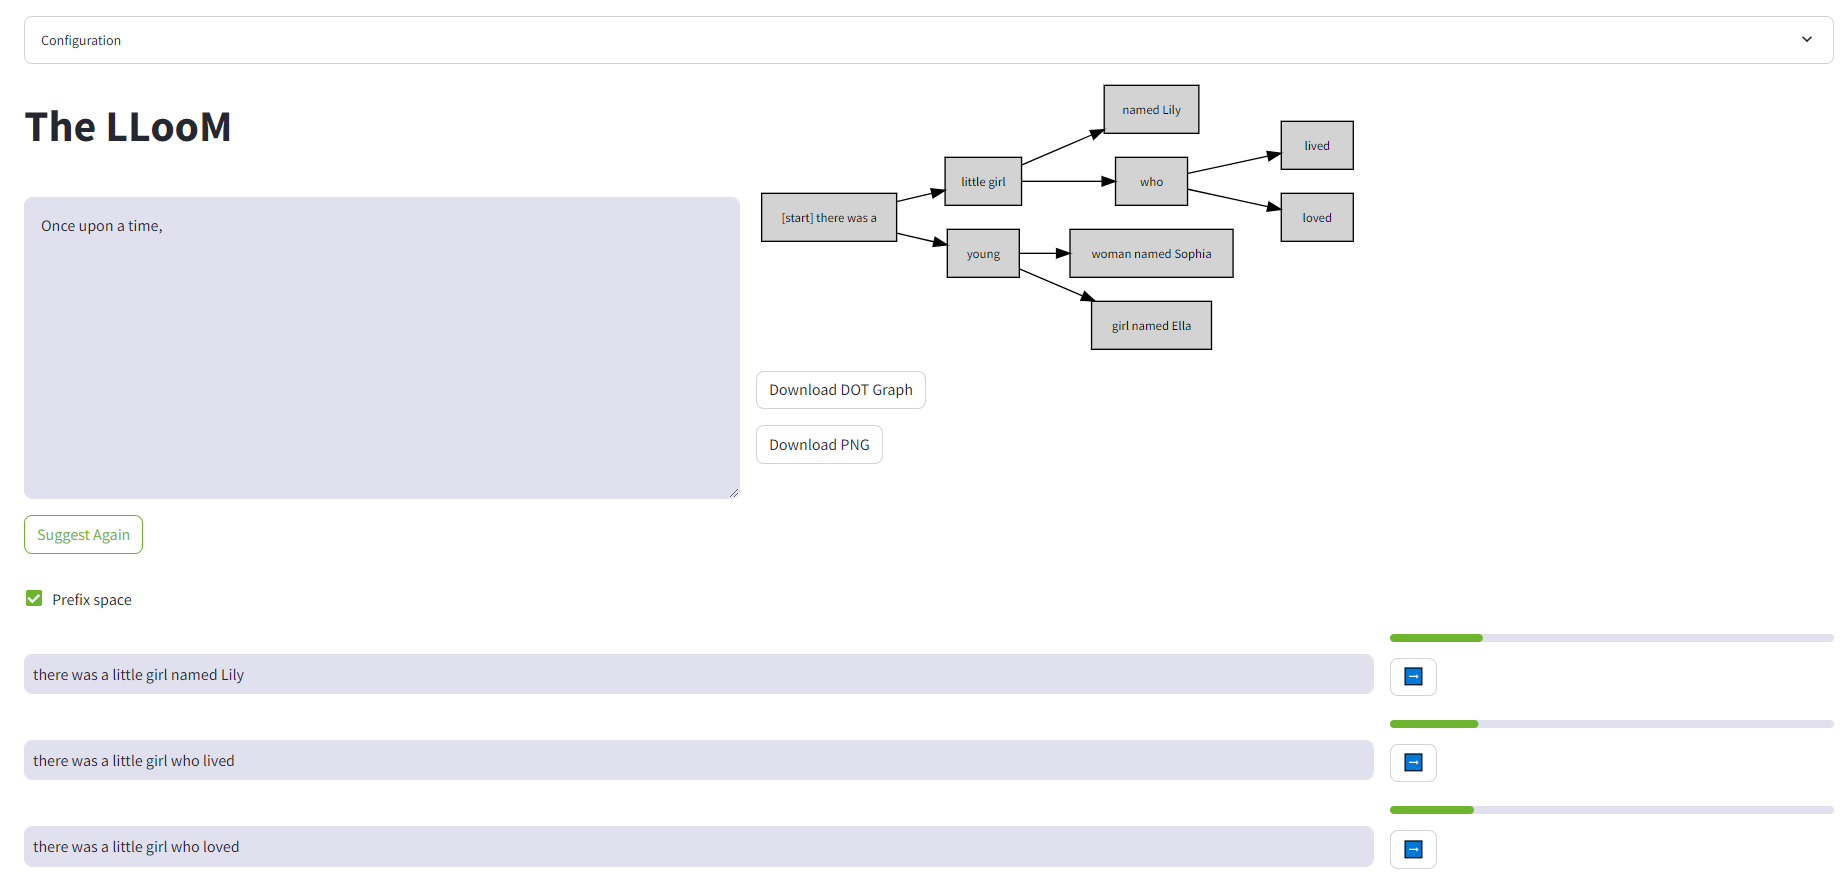 Configuration
The LLooM
Once upon a time,
named Lily
lived
little girl
who
[start] there was a
loved
young
woman named Sophia
girl named Ella
Download DOT Graph
Download PNG
Suggest Again
Prefix space
there was a little girl named Lily
there was a little girl who lived
there was a little girl who loved